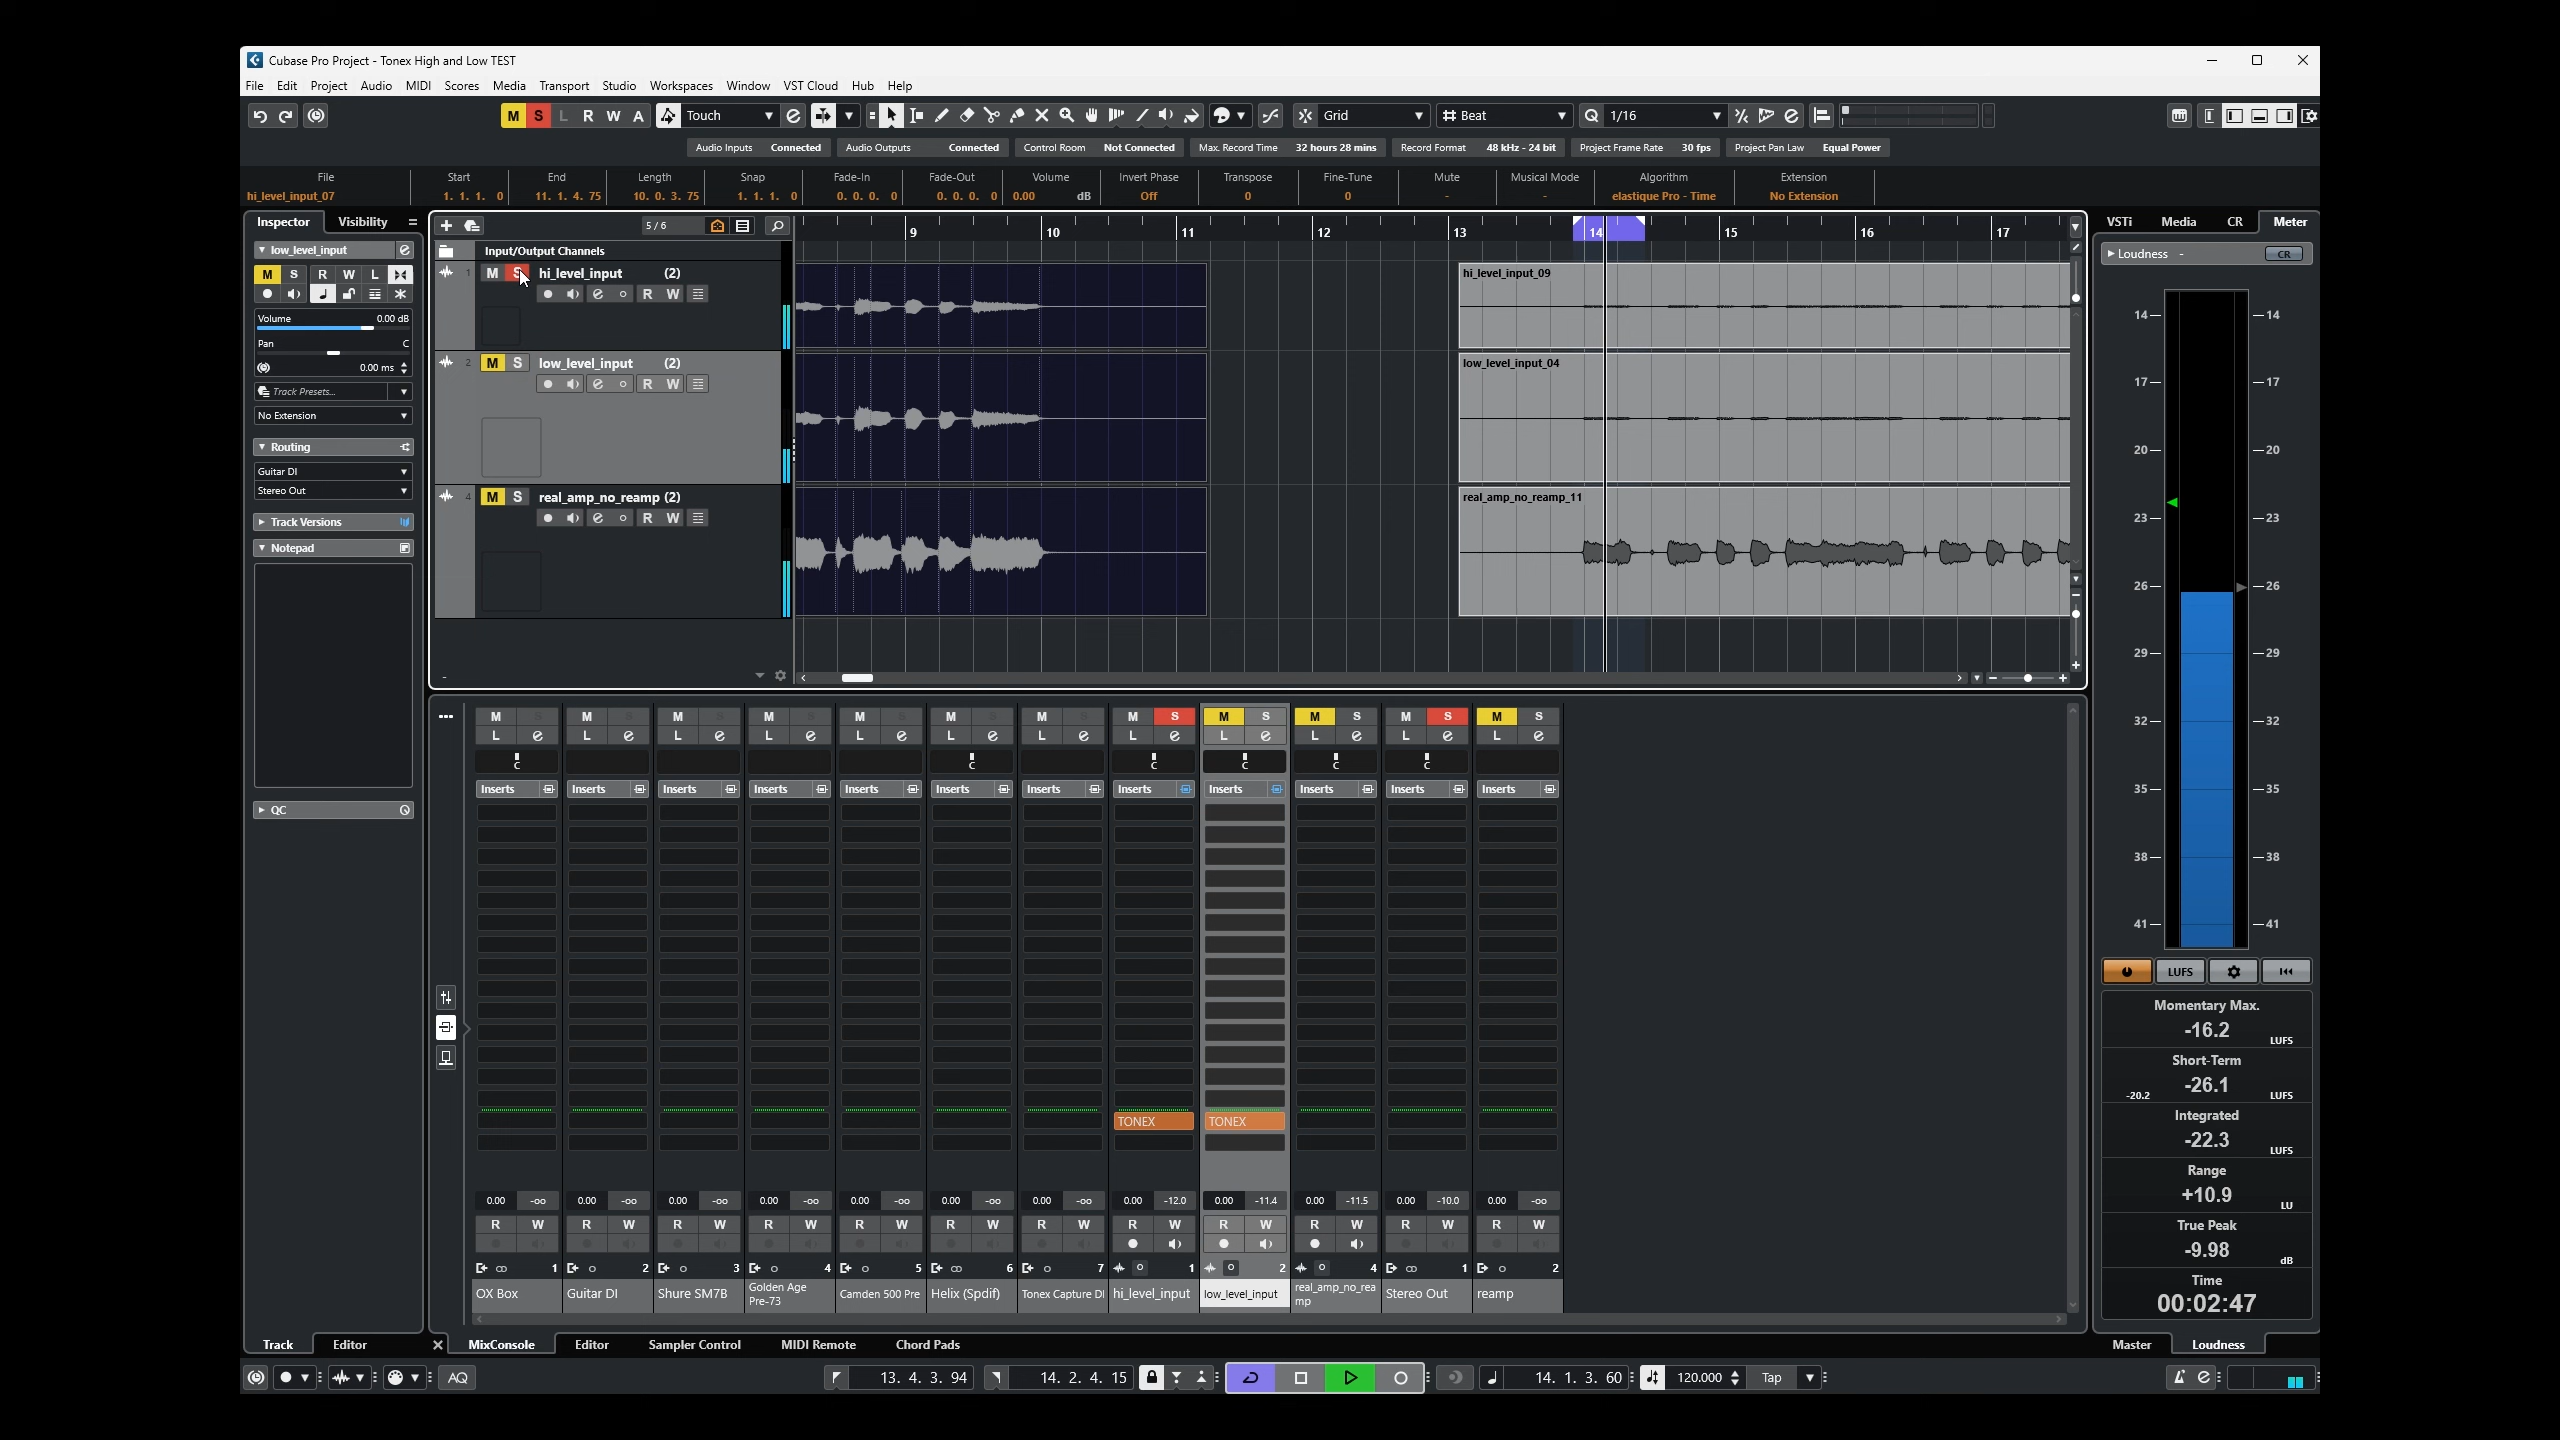 Cubase Pro Project - Tonex High and Low TEST
File Edit Project Audio MIDI Scores Media Transport Studio Workspaces Window VST Cloud Hub Help
M S L R W A Touch Grid Beat Q 1/16
Audio Inputs Connected Audio Outputs Connected Control Room Not Connected Max. Record Time 32 hours 28 mins Record Format 48 kHz - 24 bit Project Frame Rate 30 fps Project Pan Law Equal Power
File Start End Length Snap Fade-In Fade-Out Volume Invert Phase Transpose Fine-Tune Mute Musical Mode Algorithm Extension
hi_level_input_07 1. 1. 1. 0 11. 1. 4. 75 10. 0. 3. 75 1. 1. 1. 0 0. 0. 0. 0 0. 0. 0. 0 0.00 dB Off 0 0 - - elastique Pro - Time No Extension
Inspector Visibility
low_level_input
M S R W L
Volume 0.00 dB
Pan C
0.00 ms
Track Presets...
No Extension
Routing
Guitar DI
Stereo Out
Track Versions
Notepad
QC
5 / 6
9 10 11 12 13 14 15 16 17
Input/Output Channels
1 M S hi_level_input (2)
R W
2 M S low_level_input (2)
R W
4 M S real_amp_no_reamp (2)
R W
hi_level_input_09
low_level_input_04
real_amp_no_reamp_11
VSTi Media CR Meter
Loudness - CR
14 14
17 17
20 20
23 23
26 26
29 29
32 32
35 35
38 38
41 41
LUFS
Momentary Max.
-16.2
LUFS
Short-Term
-26.1
-20.2 LUFS
Integrated
-22.3
LUFS
Range
+10.9
LU
True Peak
-9.98
dB
Time
00:02:47
Master Loudness
M S M S M S M S M S M S M S M S M S M S M S M S
L L L L L L L L L L L L
C C C C C C
Inserts Inserts Inserts Inserts Inserts Inserts Inserts Inserts Inserts Inserts Inserts Inserts
TONEX TONEX
0.00 -oo 0.00 -oo 0.00 -oo 0.00 -oo 0.00 -oo 0.00 -oo 0.00 -oo 0.00 -12.0 0.00 -11.4 0.00 -11.5 0.00 -10.0 0.00 -oo
R W R W R W R W R W R W R W R W R W R W R W R W
1 2 3 4 5 6 7 1 2 4 1 2
OX Box Guitar DI Shure SM7B Golden Age Pre-73 Camden 500 Pre Helix (Spdif) Tonex Capture DI hi_level_input low_level_input real_amp_no_reamp Stereo Out reamp
Track Editor MixConsole Editor Sampler Control MIDI Remote Chord Pads
AQ 13. 4. 3. 94 14. 2. 4. 15 14. 1. 3. 60 120.000 Tap